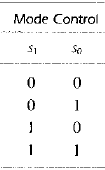 Mode Control
S₁ S₀
0 0
0 1
1 0
1 1